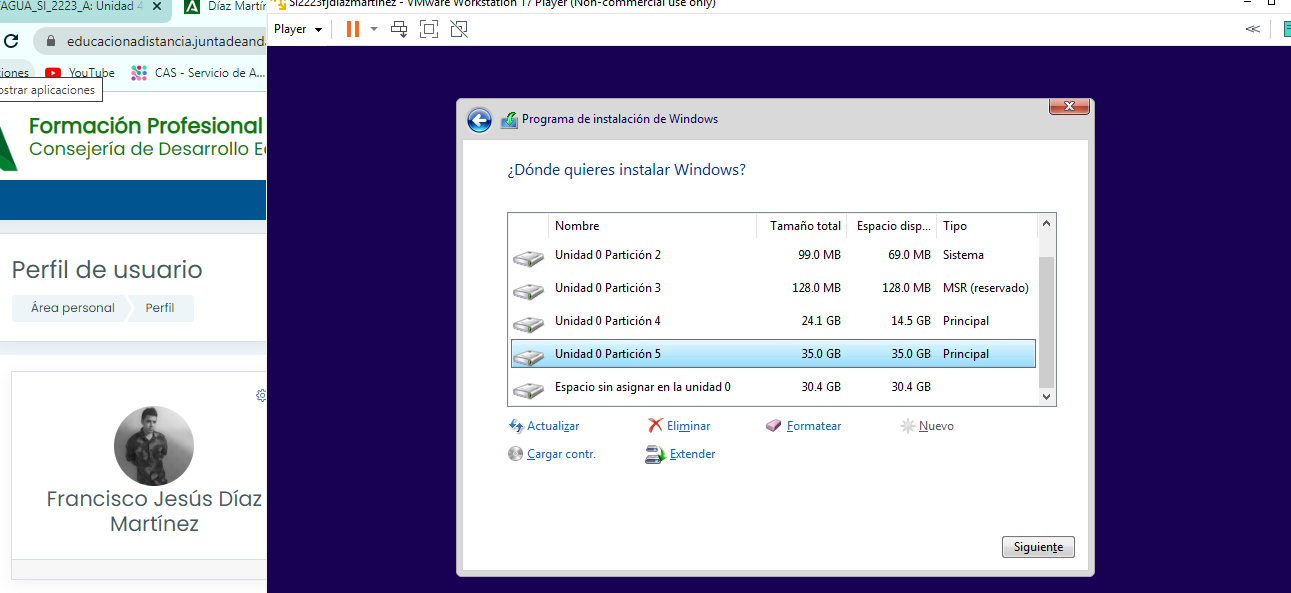 TAGUA_SI_2223_A: Unidad 4
Díaz Martín
educacionadistancia.juntadeanda
iones
YouTube
CAS - Servicio de A...
ostrar aplicaciones
Formación Profesional
Consejería de Desarrollo E
Perfil de usuario
Área personal
Perfil
Francisco Jesús Díaz
Martínez
SI2223fjdiazmartinez - VMware Workstation 17 Player (Non-commercial use only)
Player
<<
Programa de instalación de Windows
¿Dónde quieres instalar Windows?
Nombre Tamaño total Espacio disp... Tipo
Unidad 0 Partición 2 99.0 MB 69.0 MB Sistema
Unidad 0 Partición 3 128.0 MB 128.0 MB MSR (reservado)
Unidad 0 Partición 4 24.1 GB 14.5 GB Principal
Unidad 0 Partición 5 35.0 GB 35.0 GB Principal
Espacio sin asignar en la unidad 0 30.4 GB 30.4 GB
Actualizar Eliminar Formatear Nuevo
Cargar contr. Extender
Siguiente